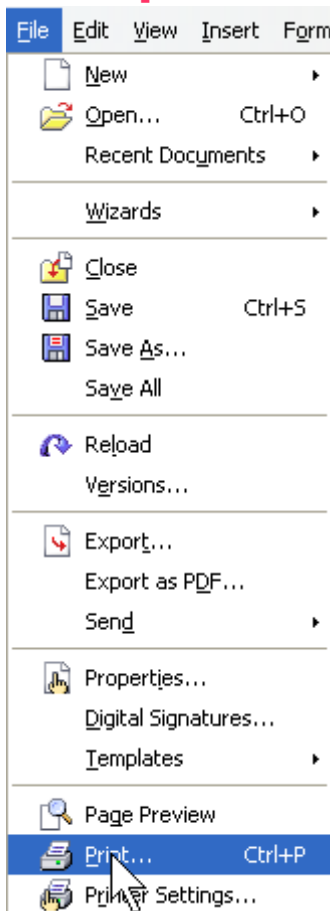 File Edit View Insert Form
New
Open... Ctrl+O
Recent Documents
Wizards
Close
Save Ctrl+S
Save As...
Save All
Reload
Versions...
Export...
Export as PDF...
Send
Properties...
Digital Signatures...
Templates
Page Preview
Print... Ctrl+P
Printer Settings...